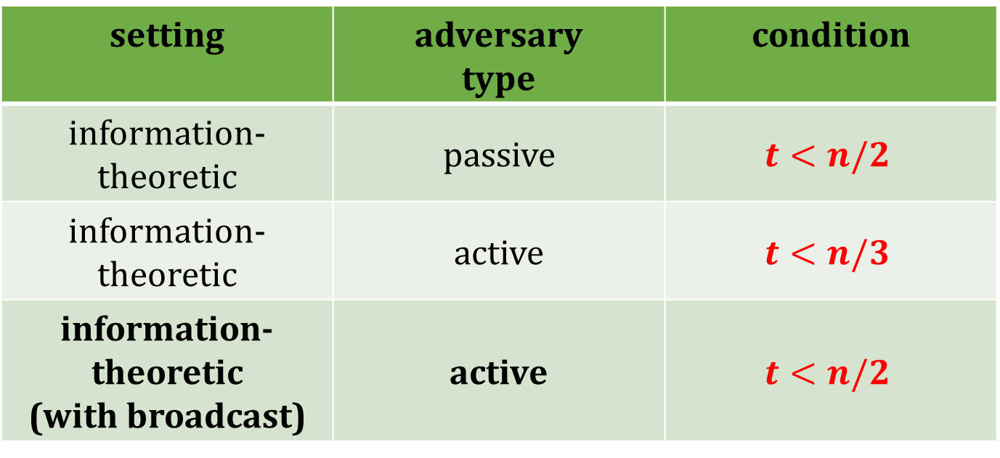 setting
adversary
type
condition
information-
theoretic
passive
t < n/2
information-
theoretic
active
t < n/3
information-
theoretic
(with broadcast)
active
t < n/2